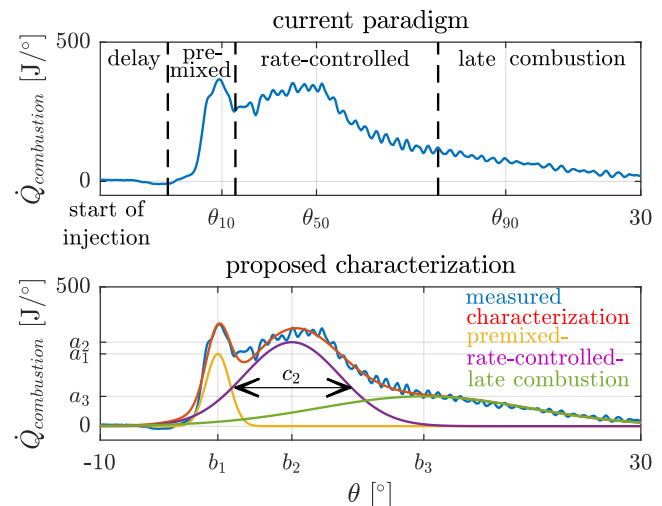 current paradigm
500
delay
pre-
mixed
rate-controlled
late combustion
Q̇combustion [J/°]
0
start of
injection
θ10
θ50
θ90
30
proposed characterization
500
measured
characterization
premixed-
rate-controlled-
late combustion
a2
a1
c2
a3
Q̇combustion [J/°]
0
-10
b1
b2
b3
30
θ [°]